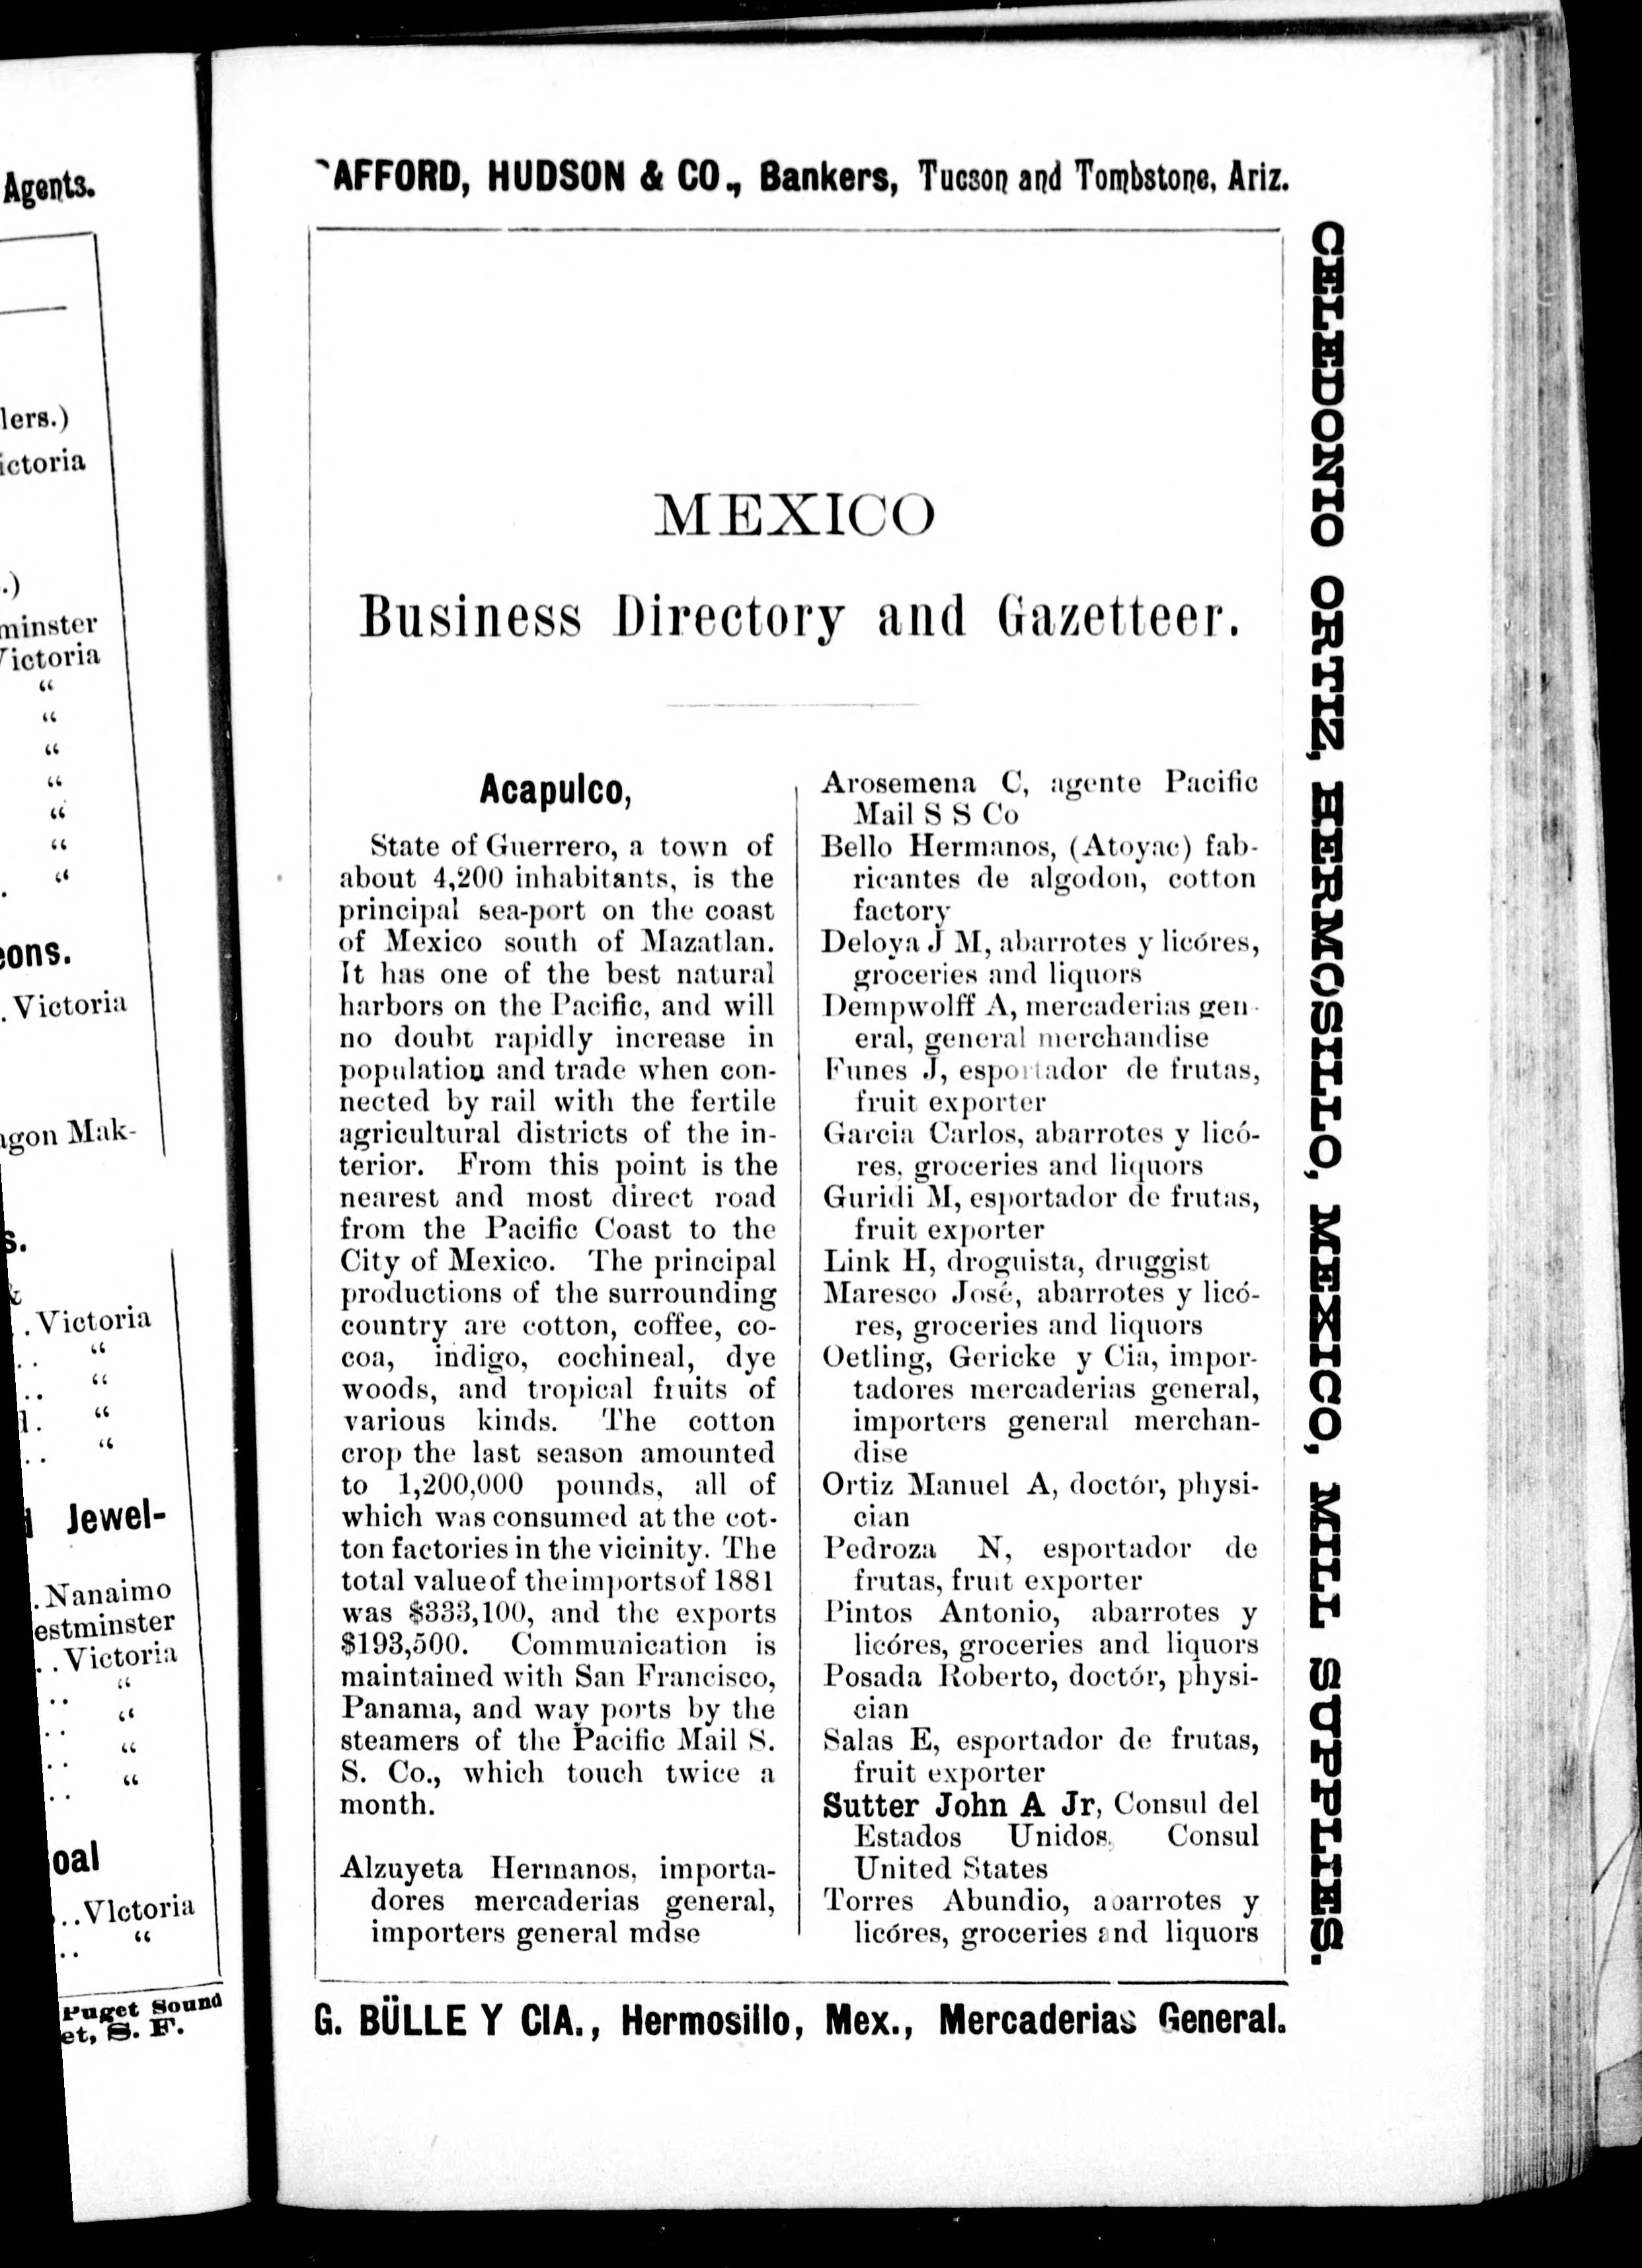 Agents.
lers.)
ictoria
.)
minster
Victoria
“
“
“
“
“
“
. “
eons.
. Victoria
agon Mak-
s.
&
. . Victoria
. . “
. . “
l . “
. . “
Jewel-
. Nanaimo
estminster
. . Victoria
. . “
. . “
. . “
. . “
oal
. . VIctoria
. . “
Puget Sound
et, S. F.
AFFORD, HUDSON & CO., Bankers, Tucson and Tombstone, Ariz.
MEXICO
Business Directory and Gazetteer.
Acapulco,
State of Guerrero, a town of
about 4,200 inhabitants, is the
principal sea-port on the coast
of Mexico south of Mazatlan.
It has one of the best natural
harbors on the Pacific, and will
no doubt rapidly increase in
population and trade when con-
nected by rail with the fertile
agricultural districts of the in-
terior. From this point is the
nearest and most direct road
from the Pacific Coast to the
City of Mexico. The principal
productions of the surrounding
country are cotton, coffee, co-
coa, indigo, cochineal, dye
woods, and tropical fruits of
various kinds. The cotton
crop the last season amounted
to 1,200,000 pounds, all of
which was consumed at the cot-
ton factories in the vicinity. The
total value of the imports of 1881
was $333,100, and the exports
$193,500. Communication is
maintained with San Francisco,
Panama, and way ports by the
steamers of the Pacific Mail S.
S. Co., which touch twice a
month.
Alzuyeta Hermanos, importa-
dores mercaderias general,
importers general mdse
Arosemena C, agente Pacific
Mail S S Co
Bello Hermanos, (Atoyac) fab-
ricantes de algodon, cotton
factory
Deloya J M, abarrotes y licóres,
groceries and liquors
Dempwolff A, mercaderias gen-
eral, general merchandise
Funes J, esportador de frutas,
fruit exporter
Garcia Carlos, abarrotes y licó-
res, groceries and liquors
Guridi M, esportador de frutas,
fruit exporter
Link H, droguista, druggist
Maresco José, abarrotes y licó-
res, groceries and liquors
Oetling, Gericke y Cia, impor-
tadores mercaderias general,
importers general merchan-
dise
Ortiz Manuel A, doctór, physi-
cian
Pedroza N, esportador de
frutas, fruit exporter
Pintos Antonio, abarrotes y
licóres, groceries and liquors
Posada Roberto, doctór, physi-
cian
Salas E, esportador de frutas,
fruit exporter
Sutter John A Jr, Consul del
Estados Unidos, Consul
United States
Torres Abundio, abarrotes y
licóres, groceries and liquors
G. BÜLLE Y CIA., Hermosillo, Mex., Mercaderias General.
CELEDONIO ORTIZ, HERMOSILLO, MEXICO, MILL SUPPLIES.